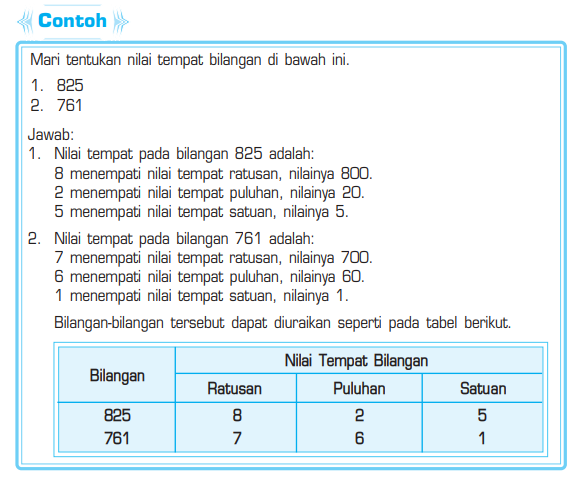 Contoh
Mari tentukan nilai tempat bilangan di bawah ini.
1. 825
2. 761
Jawab:
1. Nilai tempat pada bilangan 825 adalah:
8 menempati nilai tempat ratusan, nilainya 800.
2 menempati nilai tempat puluhan, nilainya 20.
5 menempati nilai tempat satuan, nilainya 5.
2. Nilai tempat pada bilangan 761 adalah:
7 menempati nilai tempat ratusan, nilainya 700.
6 menempati nilai tempat puluhan, nilainya 60.
1 menempati nilai tempat satuan, nilainya 1.
Bilangan-bilangan tersebut dapat diuraikan seperti pada tabel berikut.
Bilangan Nilai Tempat Bilangan
Ratusan Puluhan Satuan
825 8 2 5
761 7 6 1